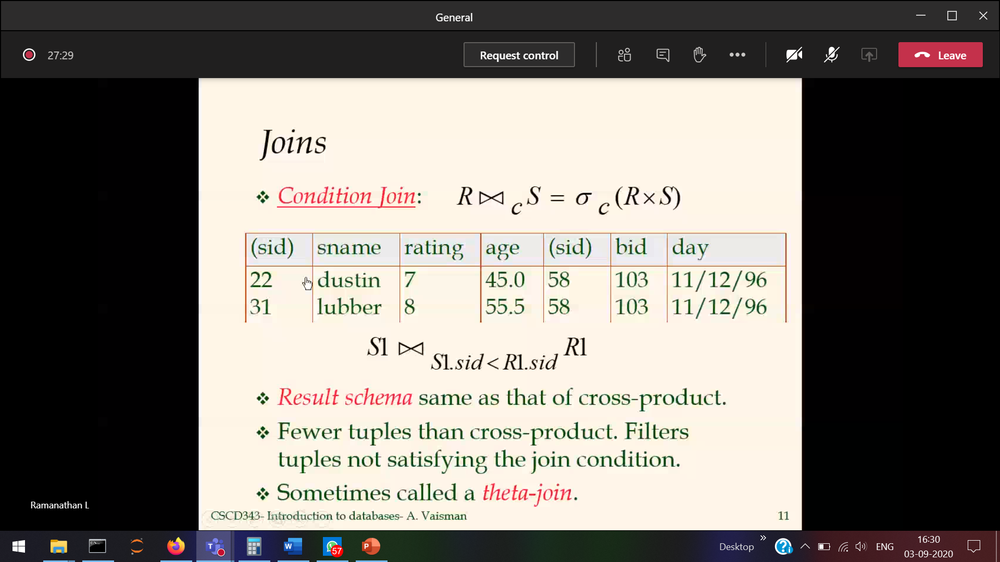 General
27:29
Request control
Leave
Joins
❖ Condition Join: R ⋈ c S = σ c (R × S)
(sid) sname rating age (sid) bid day
22 dustin 7 45.0 58 103 11/12/96
31 lubber 8 55.5 58 103 11/12/96
S1 ⋈ S1.sid < R1.sid R1
❖ Result schema same as that of cross-product.
❖ Fewer tuples than cross-product. Filters
tuples not satisfying the join condition.
❖ Sometimes called a theta-join.
Ramanathan L
CSCD343- Introduction to databases- A. Vaisman 11
57
Desktop
ENG
16:30
03-09-2020